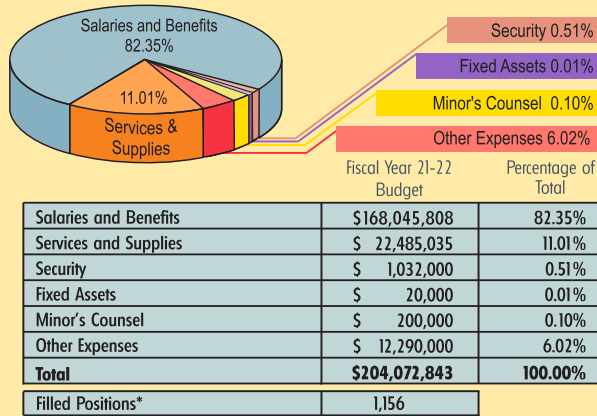 Salaries and Benefits
82.35%
11.01%
Services &
Supplies
Security 0.51%
Fixed Assets 0.01%
Minor's Counsel 0.10%
Other Expenses 6.02%
Fiscal Year 21-22
Budget
Percentage of
Total
Salaries and Benefits $168,045,808 82.35%
Services and Supplies $ 22,485,035 11.01%
Security $ 1,032,000 0.51%
Fixed Assets $ 20,000 0.01%
Minor's Counsel $ 200,000 0.10%
Other Expenses $ 12,290,000 6.02%
Total $204,072,843 100.00%
Filled Positions* 1,156